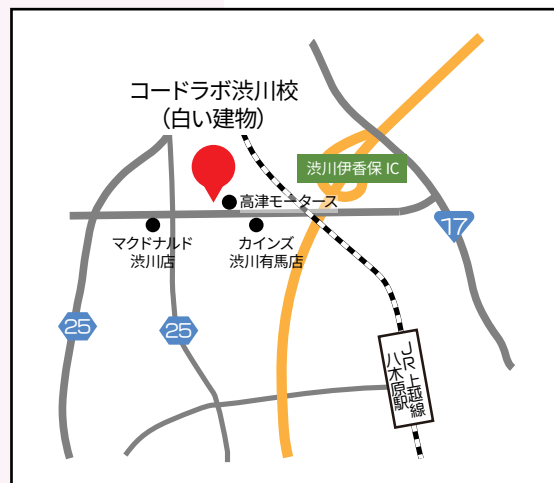 コードラボ渋川校
（白い建物）
渋川伊香保 IC
高津モータース
17
マクドナルド
渋川店
カインズ
渋川有馬店
25
25
JR上越線
八木原駅